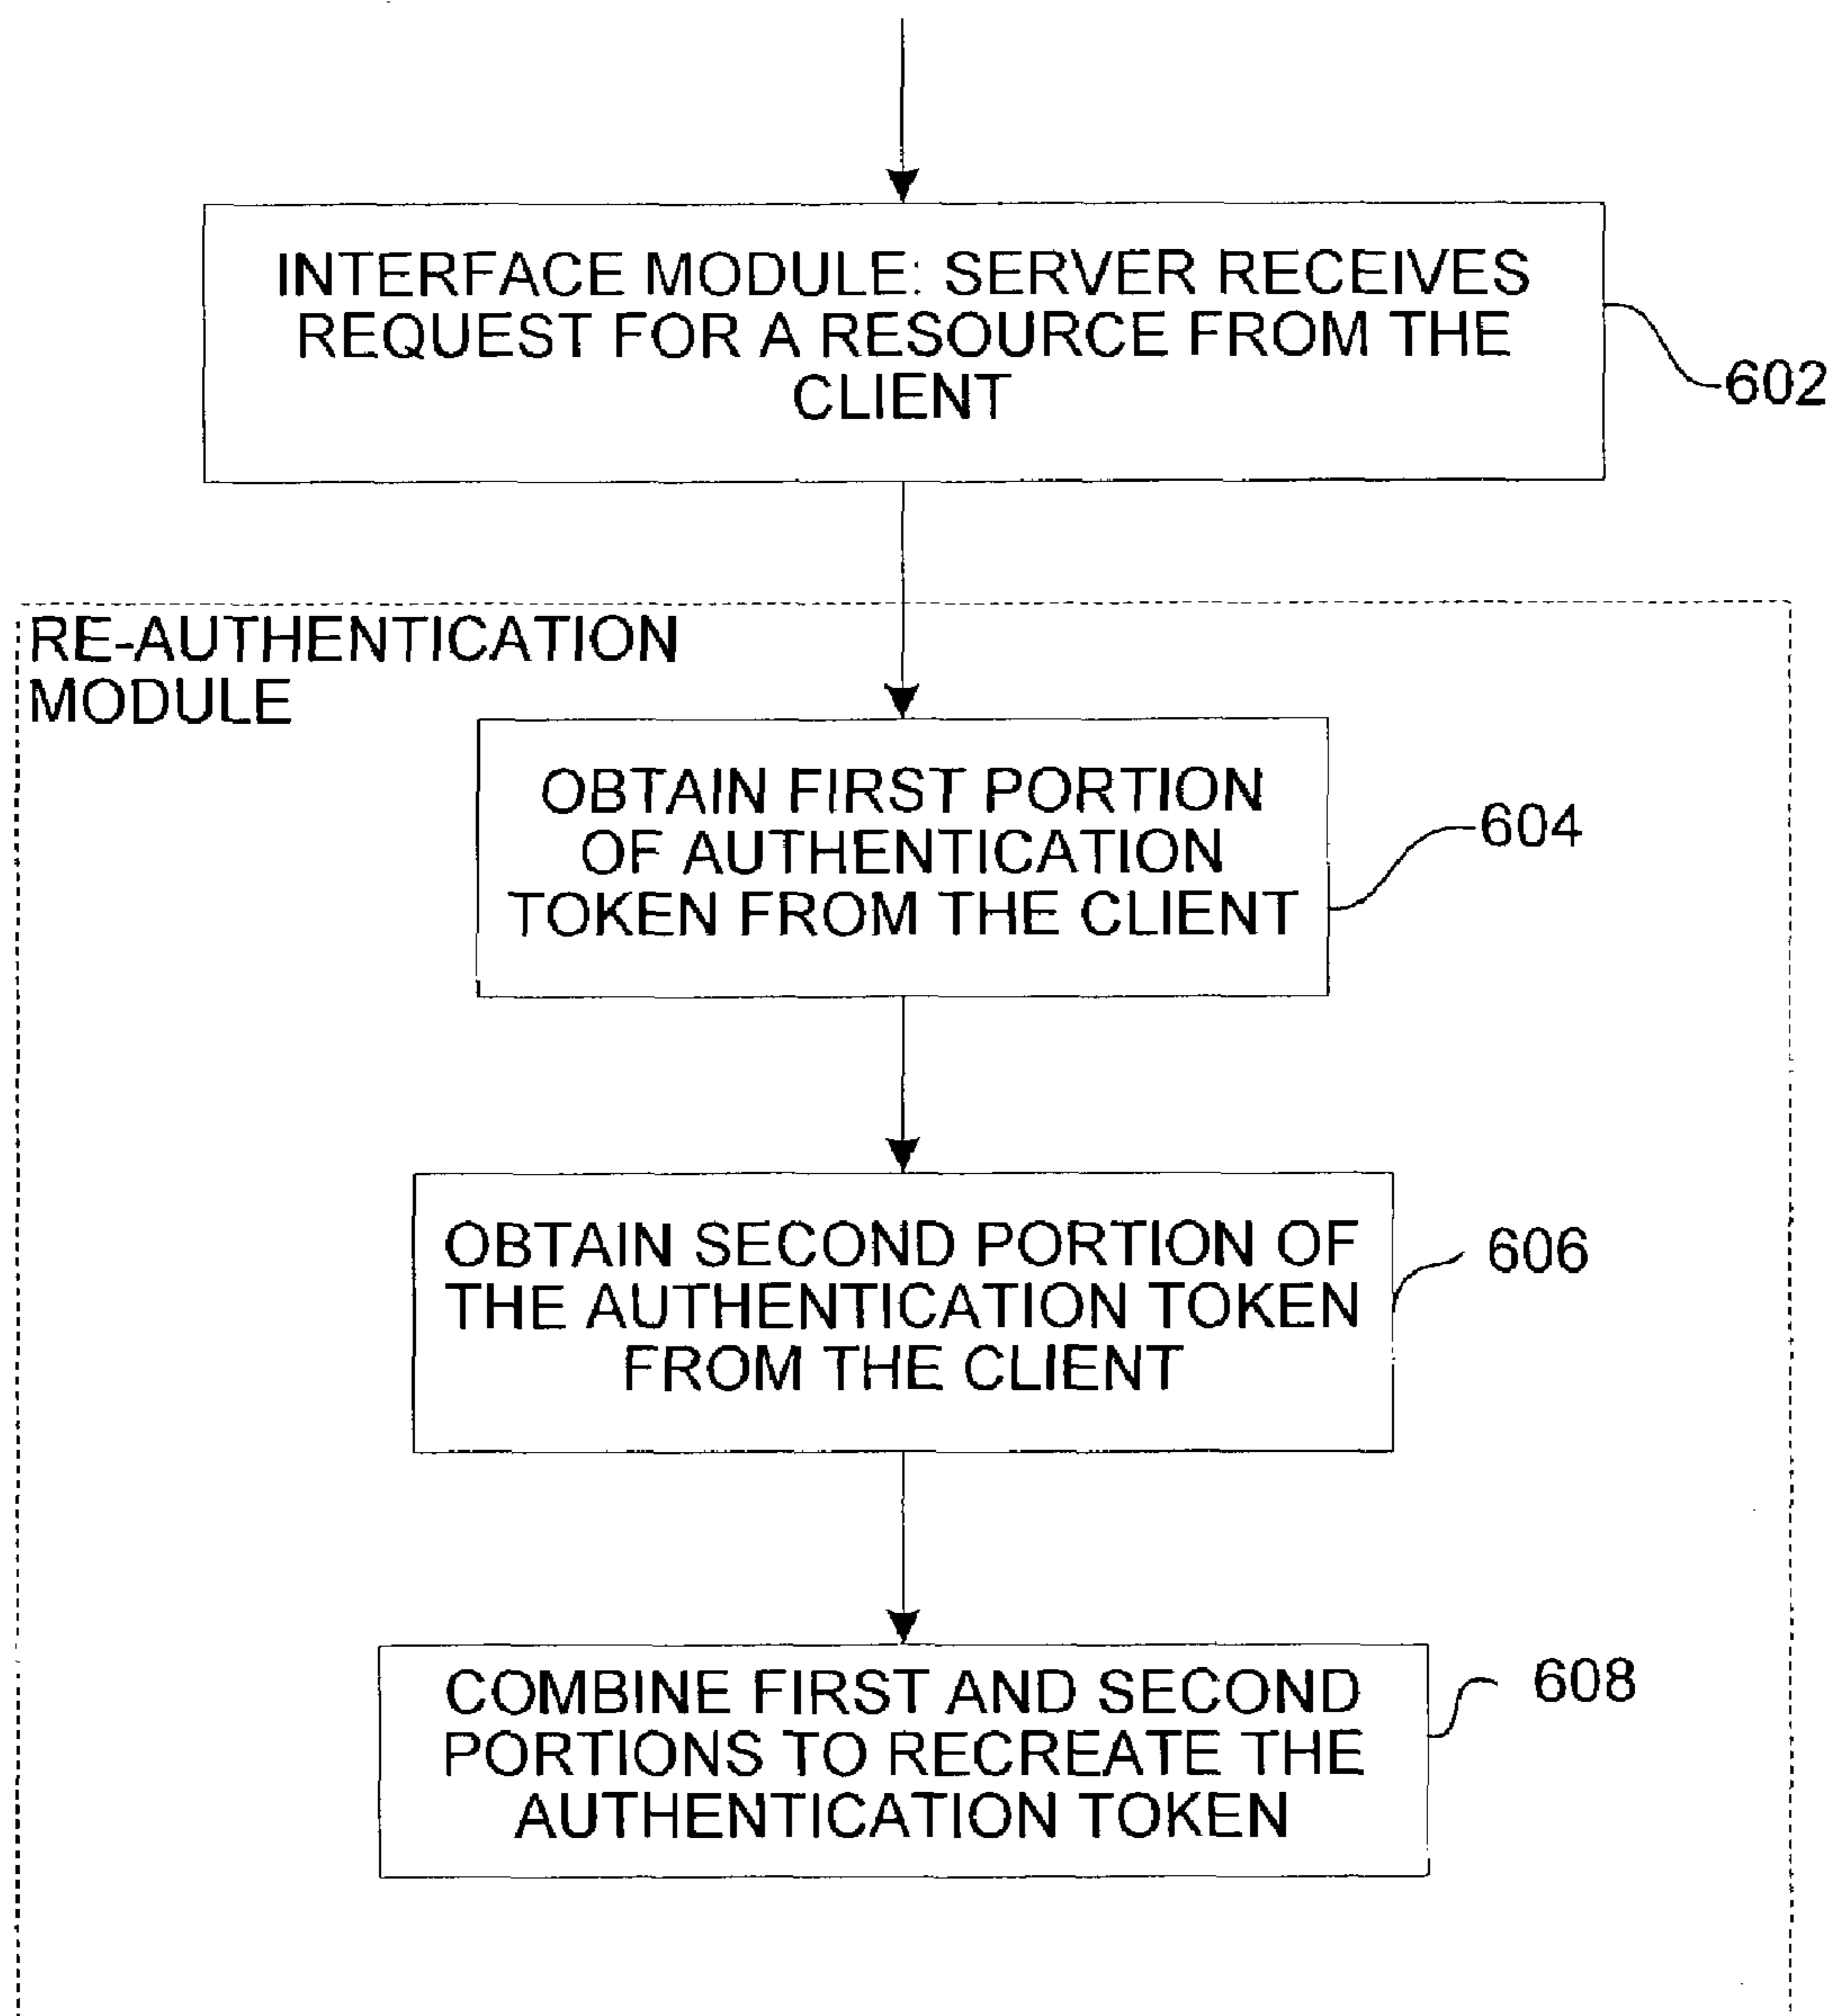 INTERFACE MODULE: SERVER RECEIVES
REQUEST FOR A RESOURCE FROM THE
CLIENT
602
RE-AUTHENTICATION
MODULE
OBTAIN FIRST PORTION
OF AUTHENTICATION
TOKEN FROM THE CLIENT
604
OBTAIN SECOND PORTION OF
THE AUTHENTICATION TOKEN
FROM THE CLIENT
606
COMBINE FIRST AND SECOND
PORTIONS TO RECREATE THE
AUTHENTICATION TOKEN
608